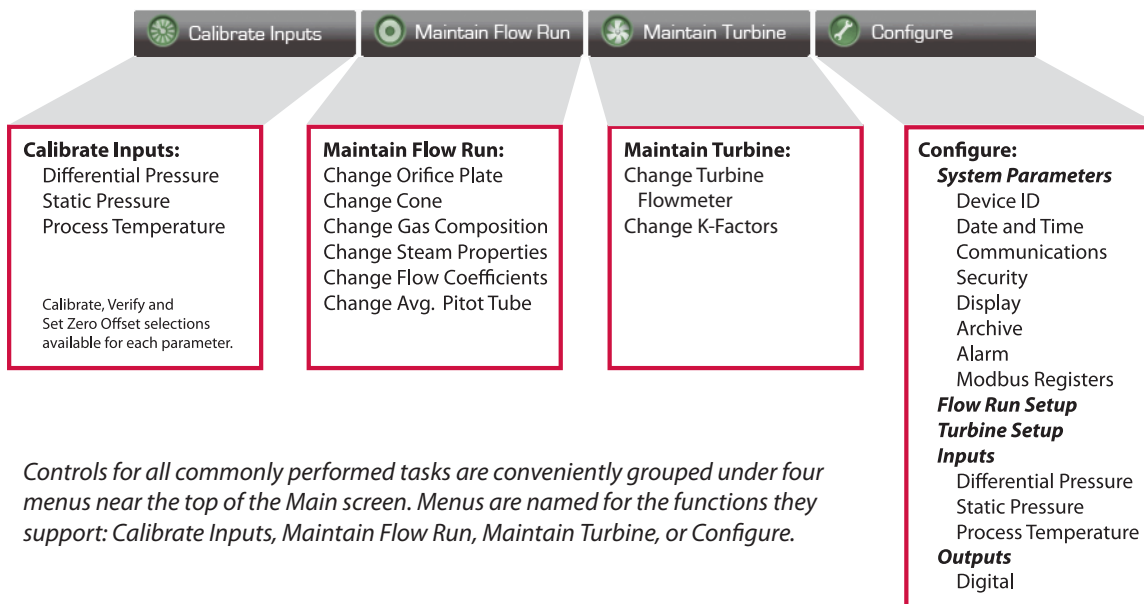 Calibrate Inputs
Maintain Flow Run
Maintain Turbine
Configure
Calibrate Inputs:
Differential Pressure
Static Pressure
Process Temperature
Calibrate, Verify and
Set Zero Offset selections
available for each parameter.
Maintain Flow Run:
Change Orifice Plate
Change Cone
Change Gas Composition
Change Steam Properties
Change Flow Coefficients
Change Avg. Pitot Tube
Maintain Turbine:
Change Turbine
Flowmeter
Change K-Factors
Configure:
System Parameters
Device ID
Date and Time
Communications
Security
Display
Archive
Alarm
Modbus Registers
Flow Run Setup
Turbine Setup
Inputs
Differential Pressure
Static Pressure
Process Temperature
Outputs
Digital
Controls for all commonly performed tasks are conveniently grouped under four
menus near the top of the Main screen. Menus are named for the functions they
support: Calibrate Inputs, Maintain Flow Run, Maintain Turbine, or Configure.